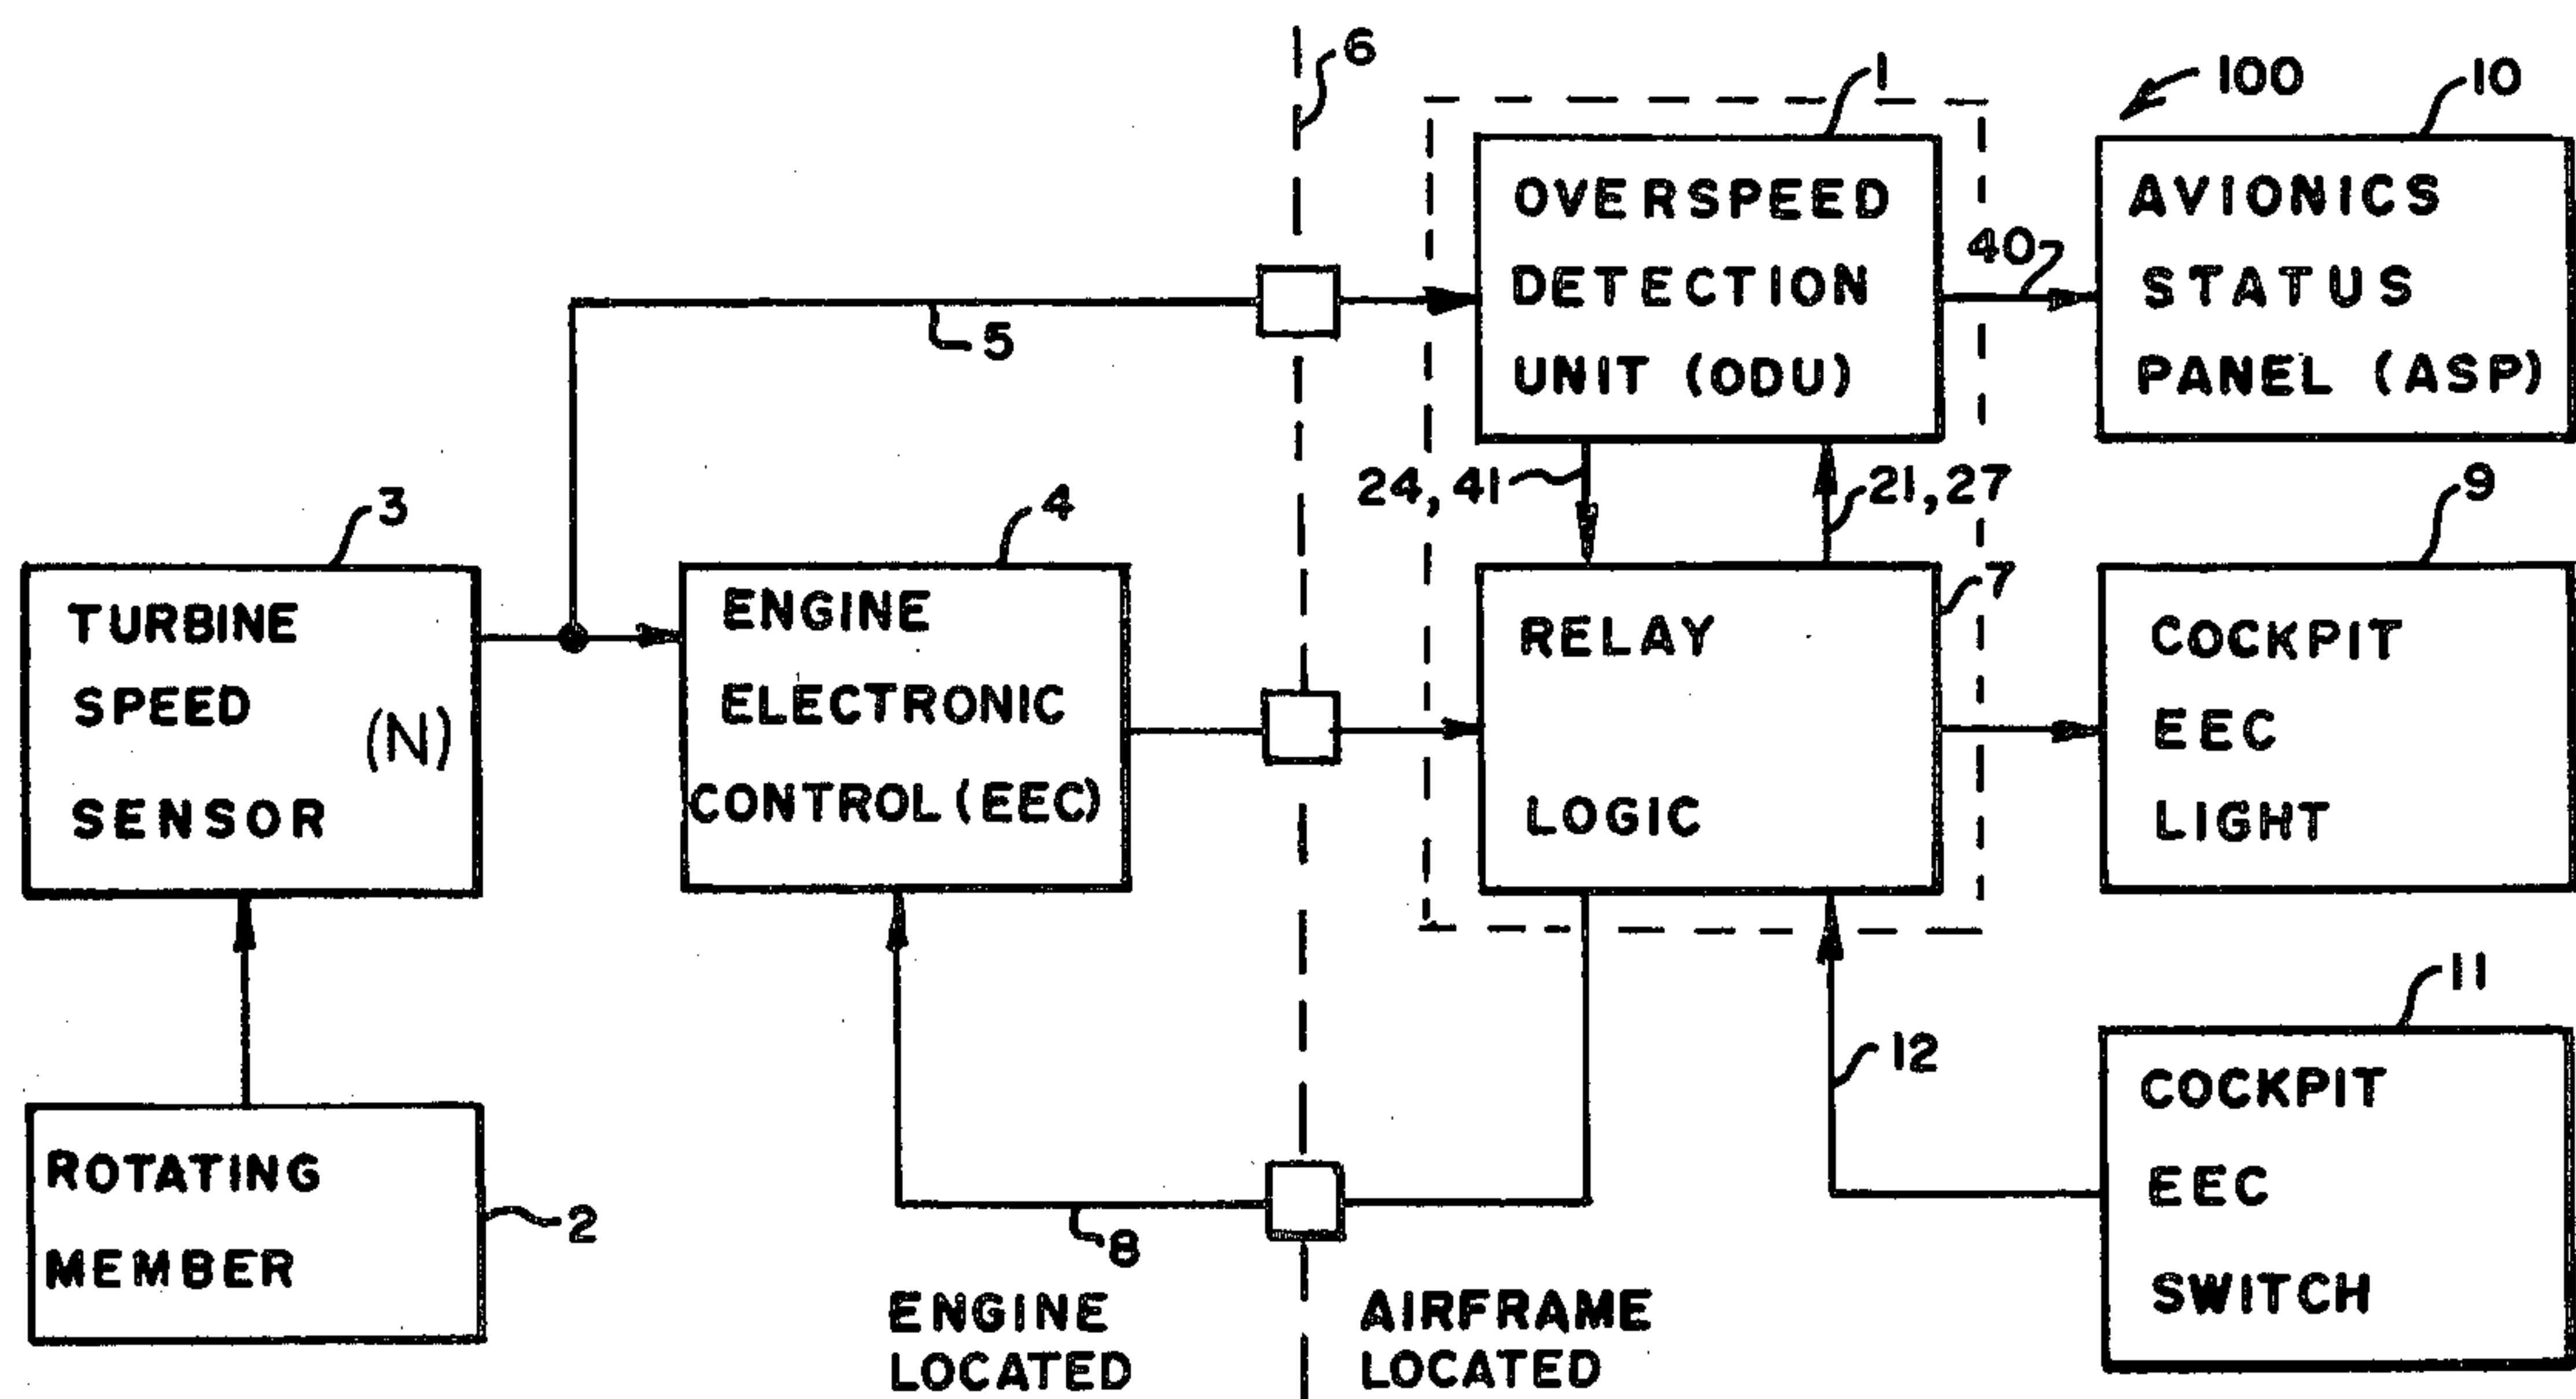 6
1
100
10
OVERSPEED
DETECTION
UNIT (ODU)
AVIONICS
STATUS
PANEL (ASP)
40
5
24, 41
21, 27
3
4
7
9
TURBINE
SPEED
(N)
SENSOR
ENGINE
ELECTRONIC
CONTROL (EEC)
RELAY
LOGIC
COCKPIT
EEC
LIGHT
11
12
ROTATING
MEMBER
2
8
COCKPIT
EEC
SWITCH
ENGINE
LOCATED
AIRFRAME
LOCATED